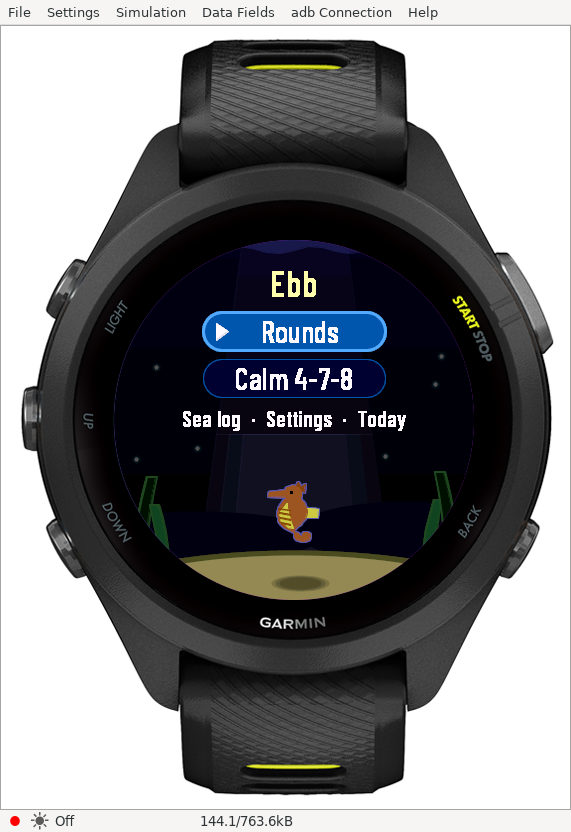 File Settings Simulation Data Fields adb Connection Help
Ebb
LIGHT
START STOP
Rounds
Calm 4-7-8
UP
Sea log · Settings · Today
DOWN
BACK
GARMIN
Off 144.1/763.6kB